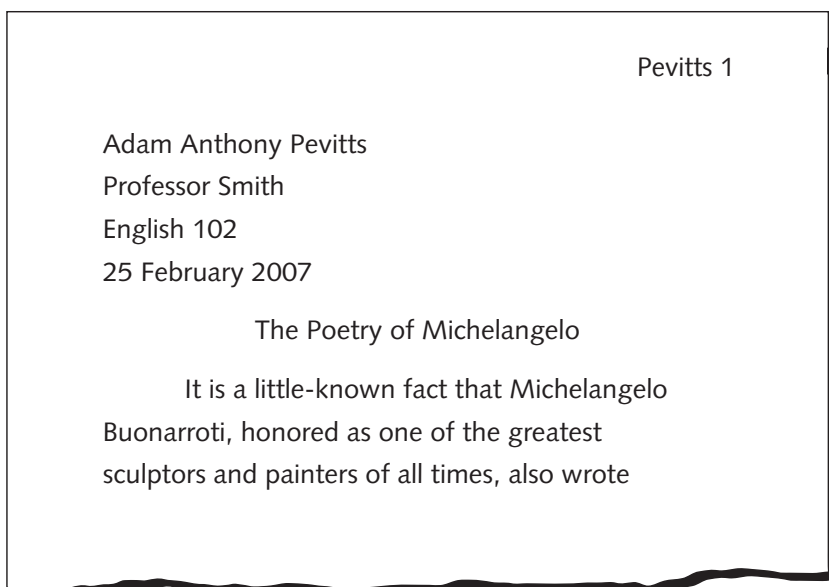 Pevitts 1
Adam Anthony Pevitts
Professor Smith
English 102
25 February 2007
The Poetry of Michelangelo
It is a little-known fact that Michelangelo
Buonarroti, honored as one of the greatest
sculptors and painters of all times, also wrote